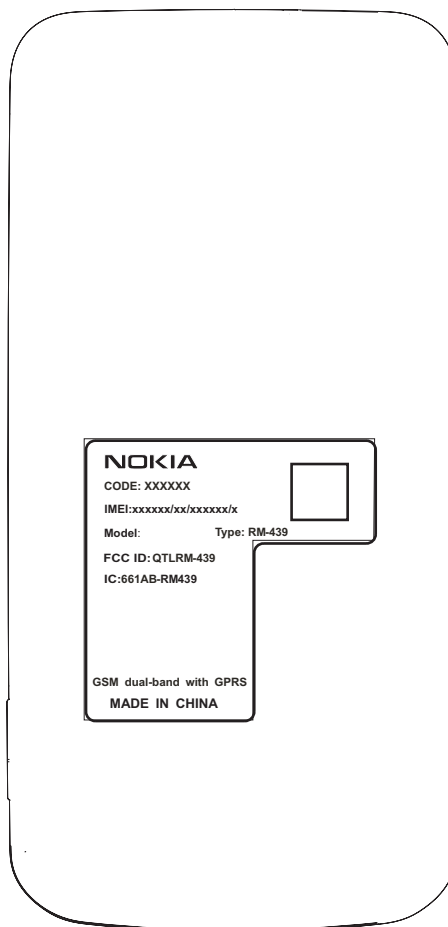 NOKIA
CODE: XXXXXX
IMEI:xxxxxx/xx/xxxxxx/x
Model: Type: RM-439
FCC ID: QTLRM-439
IC:661AB-RM439
GSM dual-band with GPRS
MADE IN CHINA